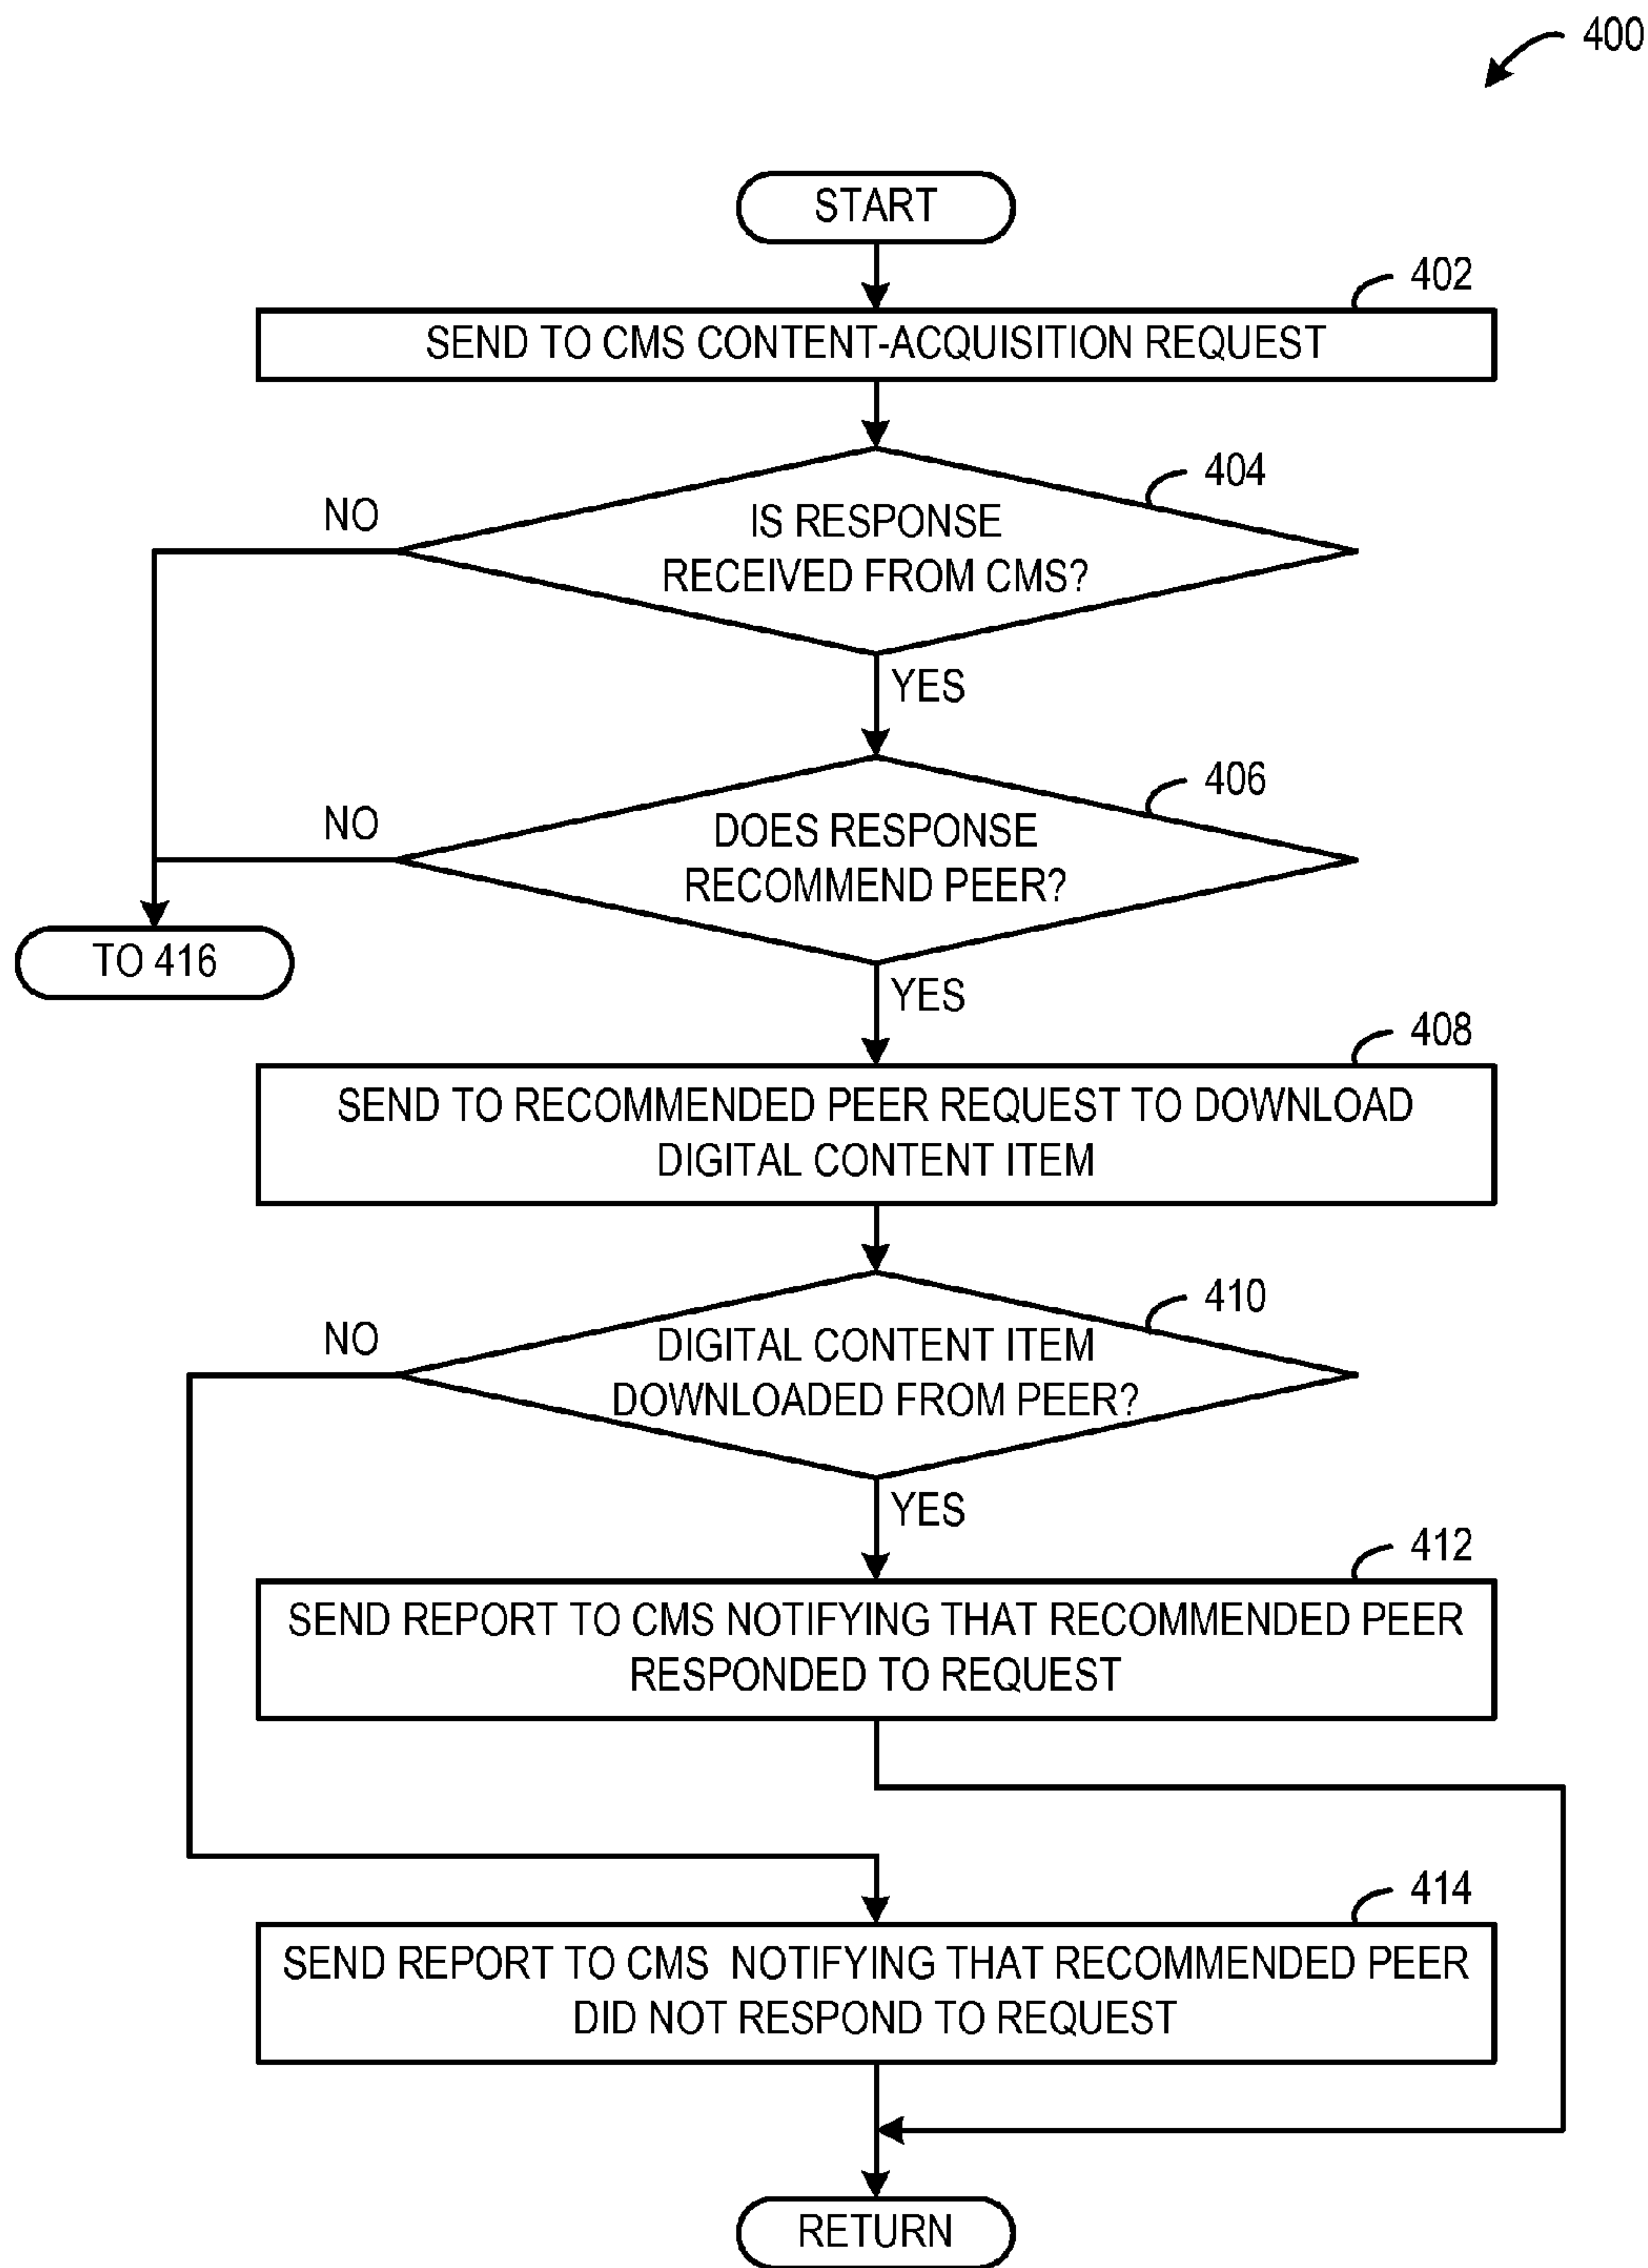 400
START
402
SEND TO CMS CONTENT-ACQUISITION REQUEST
404
NO
IS RESPONSE
RECEIVED FROM CMS?
YES
406
NO
DOES RESPONSE
RECOMMEND PEER?
TO 416
YES
408
SEND TO RECOMMENDED PEER REQUEST TO DOWNLOAD
DIGITAL CONTENT ITEM
410
NO
DIGITAL CONTENT ITEM
DOWNLOADED FROM PEER?
YES
412
SEND REPORT TO CMS NOTIFYING THAT RECOMMENDED PEER
RESPONDED TO REQUEST
414
SEND REPORT TO CMS NOTIFYING THAT RECOMMENDED PEER
DID NOT RESPOND TO REQUEST
RETURN